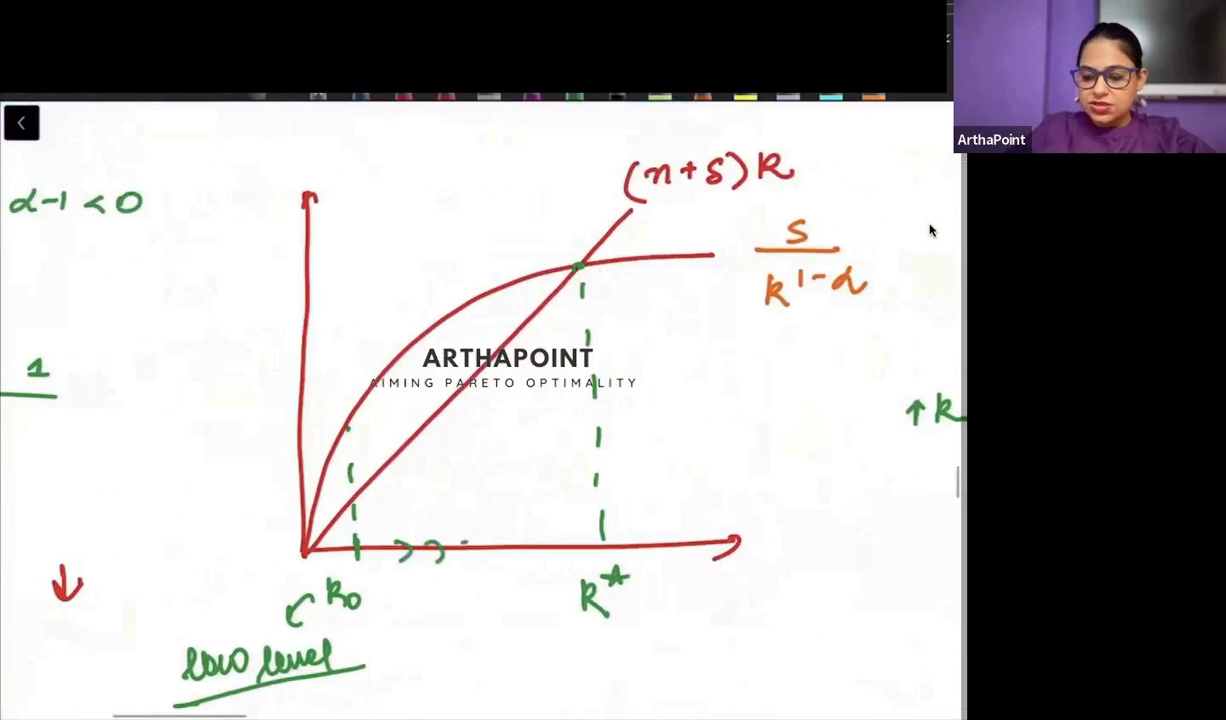 ArthaPoint
(n+δ)k
α-1 < 0
s
k^1-α
1
ARTHAPOINT
AIMING PARETO OPTIMALITY
↑ k
k0
k*
low level